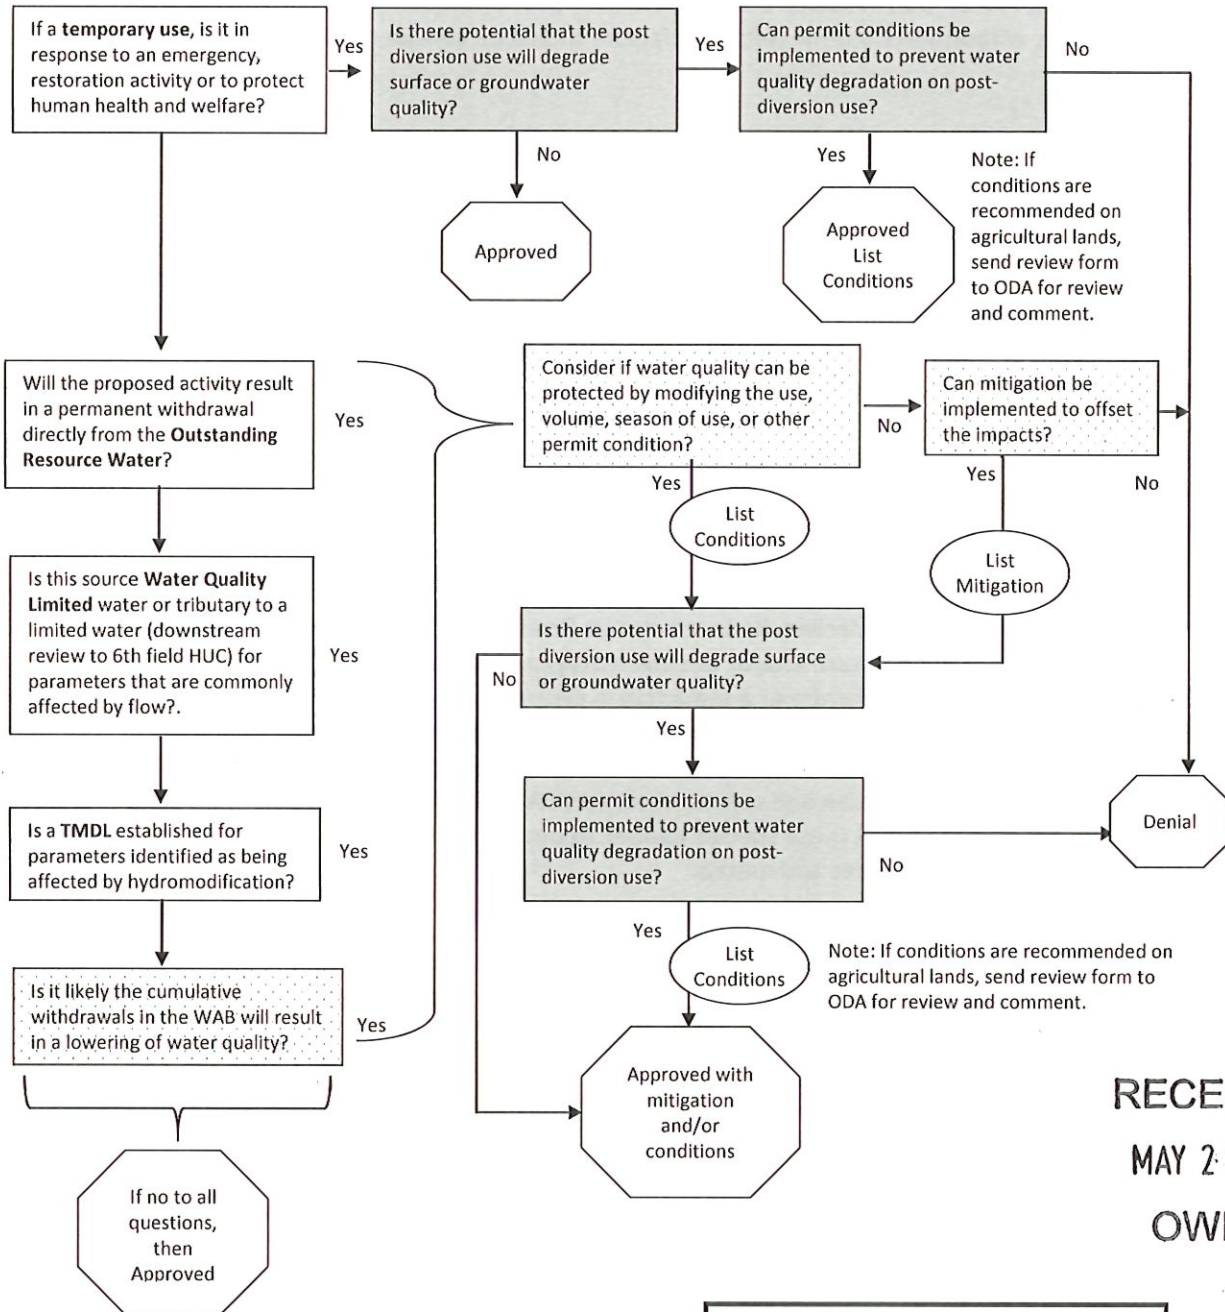 If a temporary use, is it in
response to an emergency,
restoration activity or to protect
human health and welfare?
Yes
Is there potential that the post
diversion use will degrade
surface or groundwater
quality?
Yes
Can permit conditions be
implemented to prevent water
quality degradation on post-
diversion use?
No
No
Approved
Yes
Approved
List
Conditions
Note: If
conditions are
recommended on
agricultural lands,
send review form
to ODA for review
and comment.
Will the proposed activity result
in a permanent withdrawal
directly from the Outstanding
Resource Water?
Yes
Consider if water quality can be
protected by modifying the use,
volume, season of use, or other
permit condition?
No
Can mitigation be
implemented to offset
the impacts?
Yes
List
Conditions
Yes
No
List
Mitigation
Is this source Water Quality
Limited water or tributary to a
limited water (downstream
review to 6th field HUC) for
parameters that are commonly
affected by flow?.
Yes
Is there potential that the post
diversion use will degrade surface
or groundwater quality?
No
Yes
Is a TMDL established for
parameters identified as being
affected by hydromodification?
Yes
Can permit conditions be
implemented to prevent water
quality degradation on post-
diversion use?
No
Denial
Yes
List
Conditions
Note: If conditions are recommended on
agricultural lands, send review form to
ODA for review and comment.
Is it likely the cumulative
withdrawals in the WAB will result
in a lowering of water quality?
Yes
Approved with
mitigation
and/or
conditions
If no to all
questions,
then
Approved
RECE
MAY 2
OW